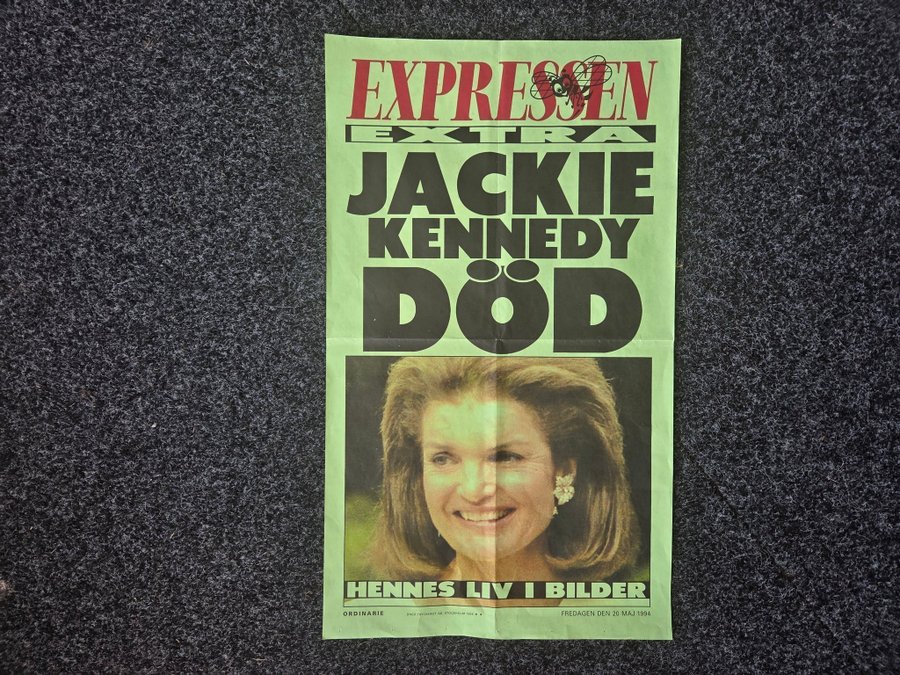 EXPRESSEN
EXTRA
JACKIE
KENNEDY
DÖD
HENNES LIV I BILDER
ORDINARIE
FREDAGEN DEN 20 MAJ 1994